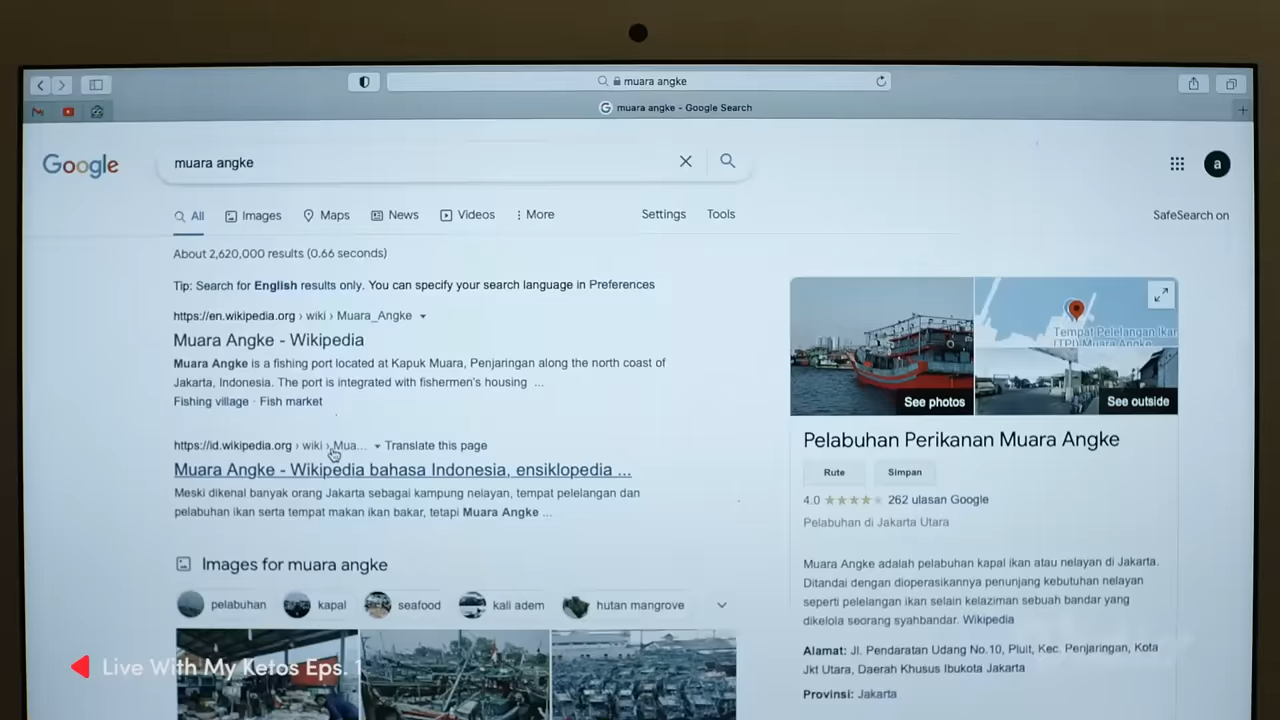 muara angke
muara angke - Google Search
Google
muara angke
a
All
Images
Maps
News
Videos
More
Settings
Tools
SafeSearch on
About 2,620,000 results (0.66 seconds)
Tip: Search for English results only. You can specify your search language in Preferences
https://en.wikipedia.org › wiki › Muara_Angke
Muara Angke - Wikipedia
Muara Angke is a fishing port located at Kapuk Muara, Penjaringan along the north coast of
Jakarta, Indonesia. The port is integrated with fishermen's housing ...
Fishing village · Fish market
https://id.wikipedia.org › wiki › Mua... Translate this page
Muara Angke - Wikipedia bahasa Indonesia, ensiklopedia ...
Meski dikenal banyak orang Jakarta sebagai kampung nelayan, tempat pelelangan dan
pelabuhan ikan serta tempat makan ikan bakar, tetapi Muara Angke ...
Images for muara angke
pelabuhan
kapal
seafood
kali adem
hutan mangrove
Tempat Pelelangan Ikan
(TPI) Muara Angke
See photos
See outside
Pelabuhan Perikanan Muara Angke
Rute
Simpan
4.0 ★★★★★ 262 ulasan Google
Pelabuhan di Jakarta Utara
Muara Angke adalah pelabuhan kapal ikan atau nelayan di Jakarta.
Ditandai dengan dioperasikannya penunjang kebutuhan nelayan
seperti pelelangan ikan selain kelaziman sebuah bandar yang
dikelola seorang syahbandar. Wikipedia
Alamat: Jl. Pendaratan Udang No.10, Pluit, Kec. Penjaringan, Kota
Jkt Utara, Daerah Khusus Ibukota Jakarta
Provinsi: Jakarta
Live With My Ketos Eps. 1